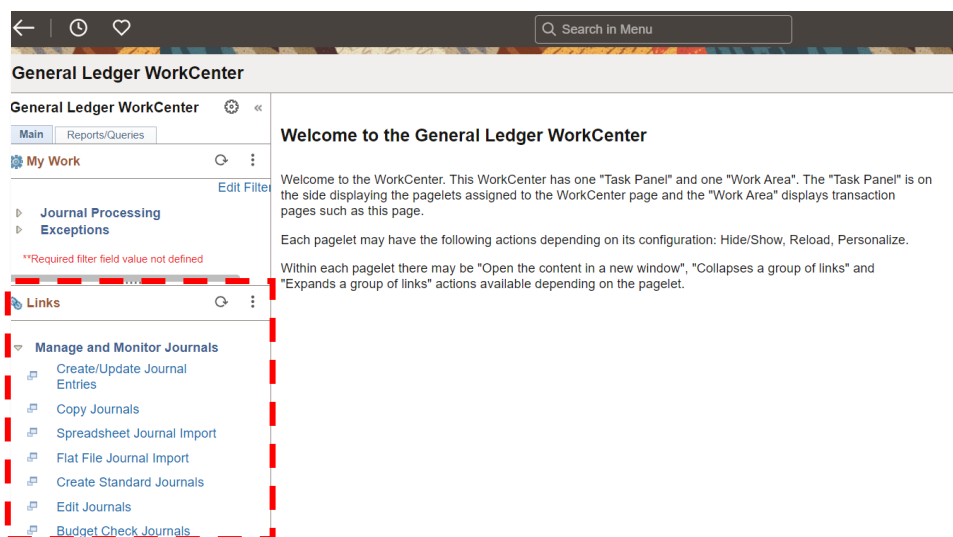 Search in Menu
General Ledger WorkCenter
General Ledger WorkCenter
Main
Reports/Queries
My Work
Edit Filter
Journal Processing
Exceptions
**Required filter field value not defined
Links
Manage and Monitor Journals
Create/Update Journal
Entries
Copy Journals
Spreadsheet Journal Import
Flat File Journal Import
Create Standard Journals
Edit Journals
Budget Check Journals
Welcome to the General Ledger WorkCenter
Welcome to the WorkCenter. This WorkCenter has one "Task Panel" and one "Work Area". The "Task Panel" is on
the side displaying the pagelets assigned to the WorkCenter page and the "Work Area" displays transaction
pages such as this page.
Each pagelet may have the following actions depending on its configuration: Hide/Show, Reload, Personalize.
Within each pagelet there may be "Open the content in a new window", "Collapses a group of links" and
"Expands a group of links" actions available depending on the pagelet.